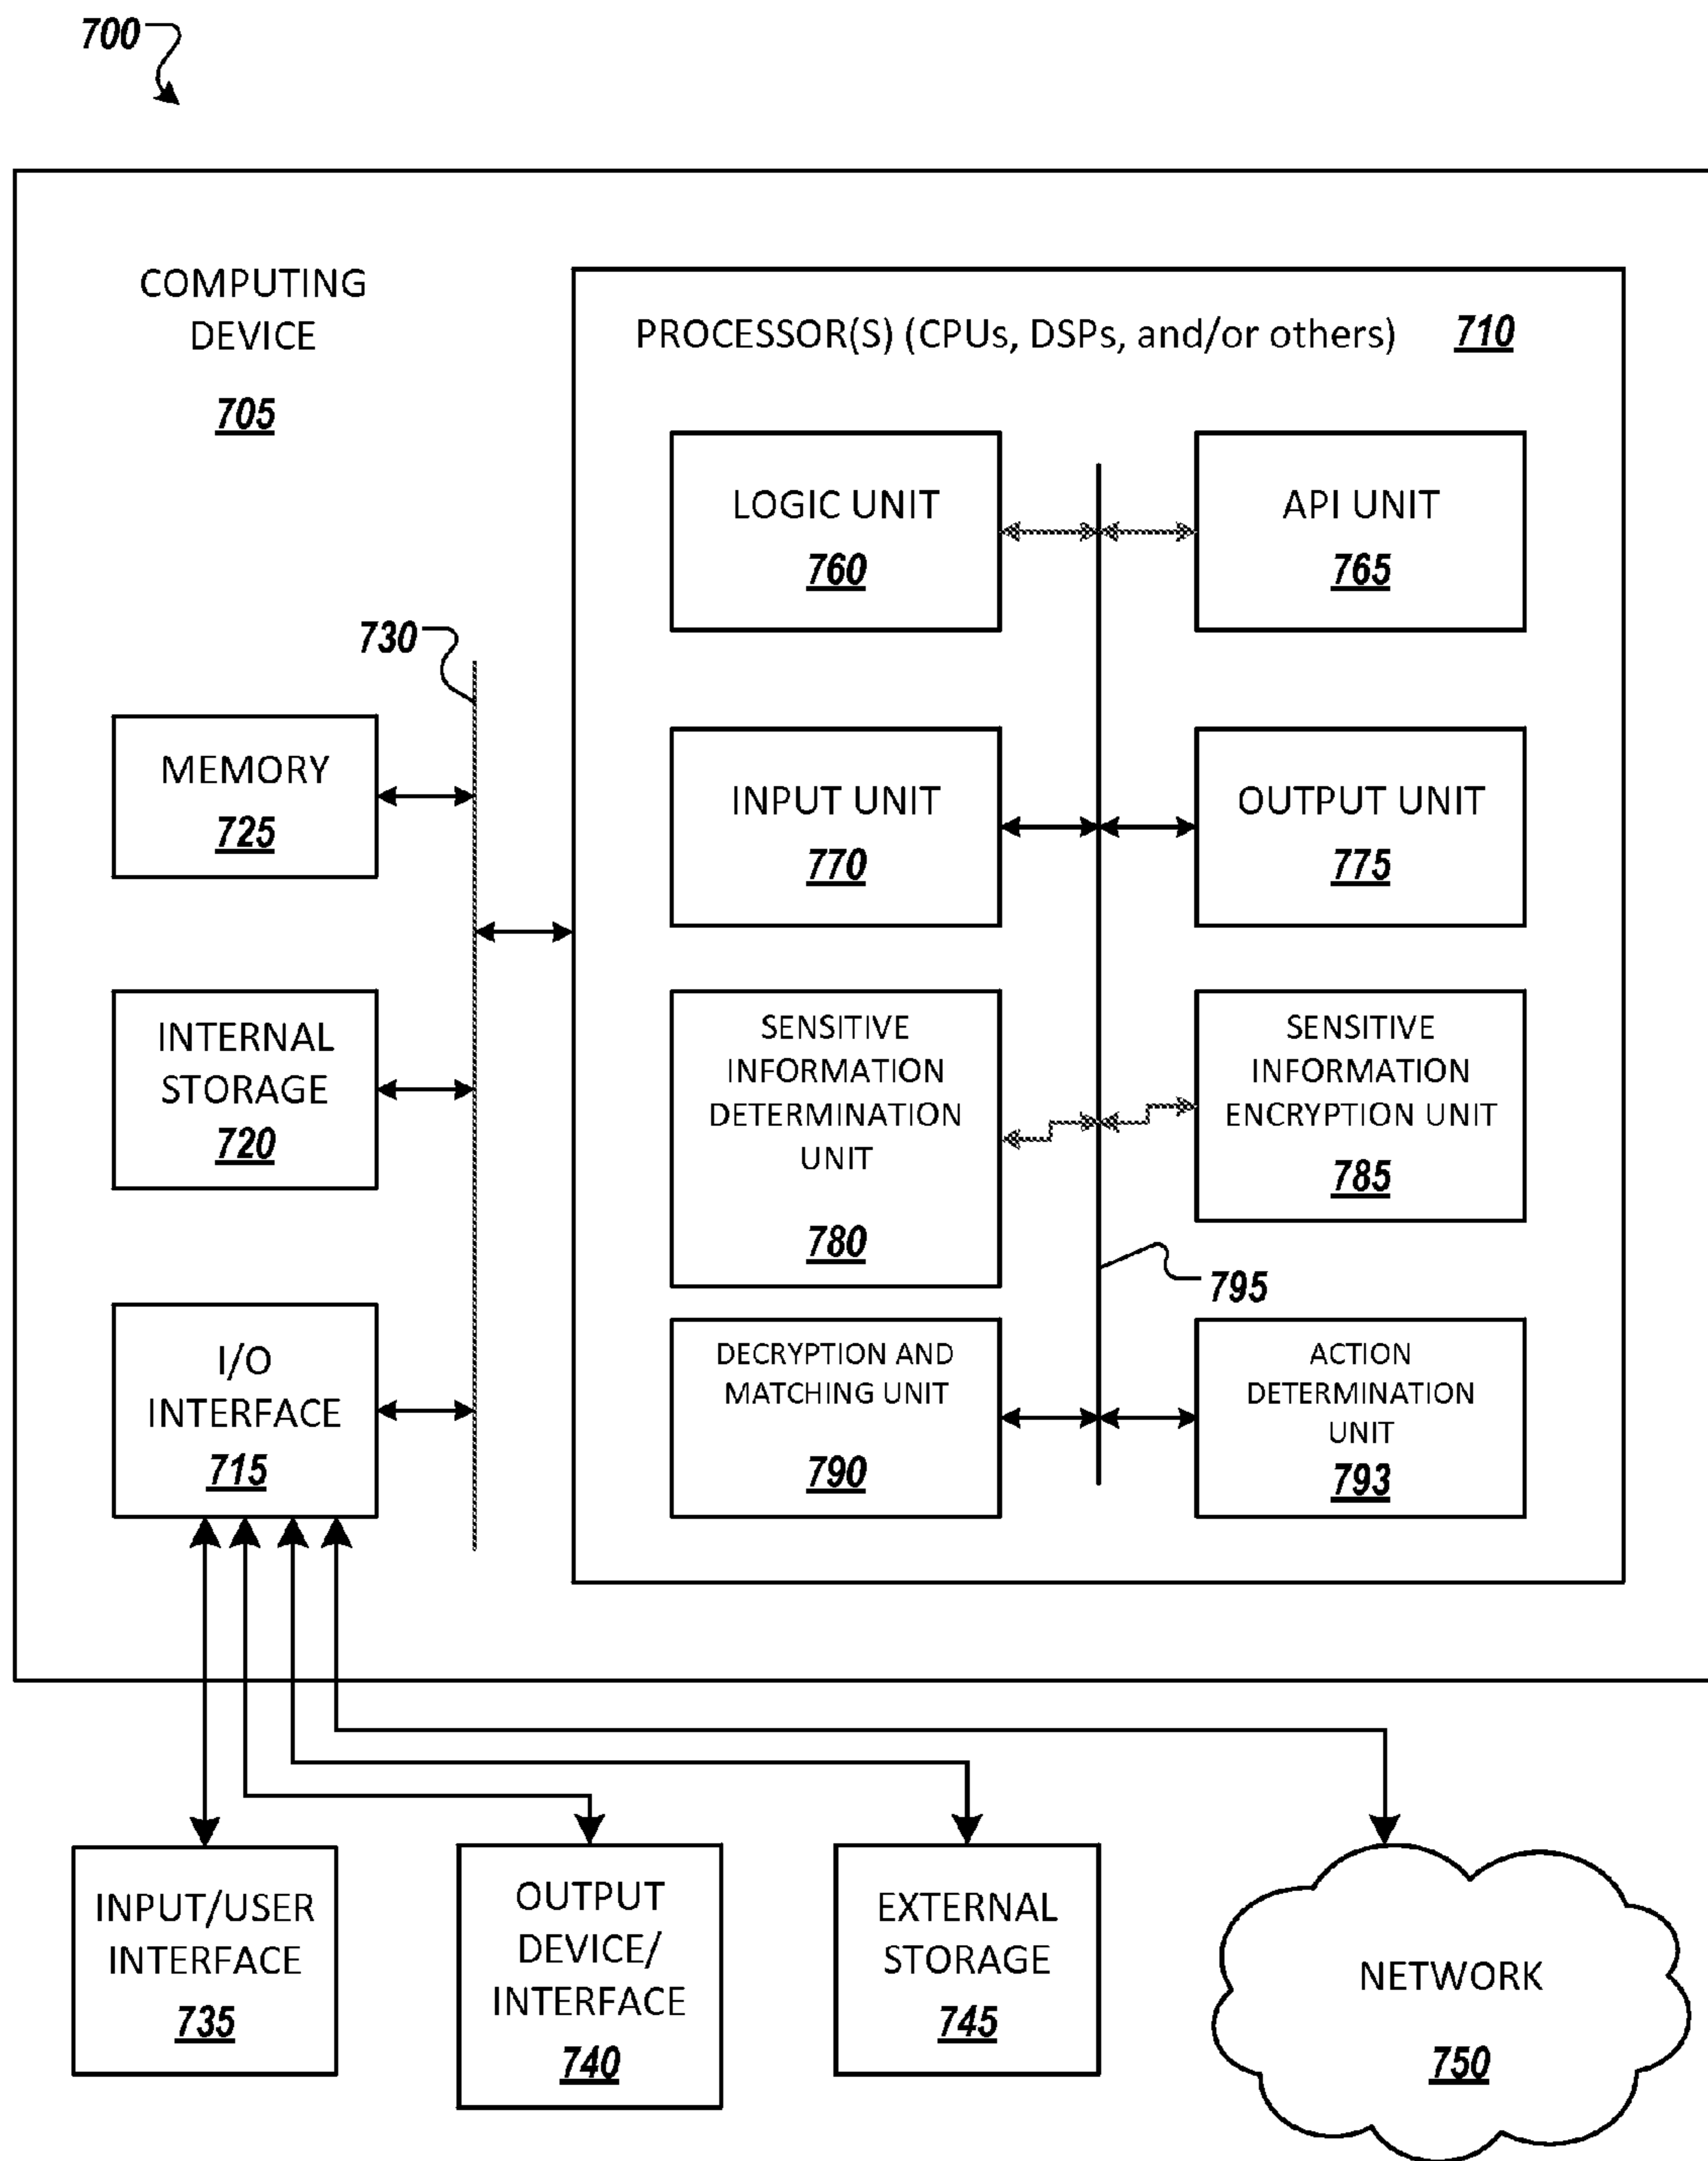 700
COMPUTING
DEVICE
705
PROCESSOR(S) (CPUs, DSPs, and/or others) 710
LOGIC UNIT
760
API UNIT
765
730
MEMORY
725
INPUT UNIT
770
OUTPUT UNIT
775
INTERNAL
STORAGE
720
SENSITIVE
INFORMATION
DETERMINATION
UNIT
780
SENSITIVE
INFORMATION
ENCRYPTION UNIT
785
795
I/O
INTERFACE
715
DECRYPTION AND
MATCHING UNIT
790
ACTION
DETERMINATION
UNIT
793
INPUT/USER
INTERFACE
735
OUTPUT
DEVICE/
INTERFACE
740
EXTERNAL
STORAGE
745
NETWORK
750